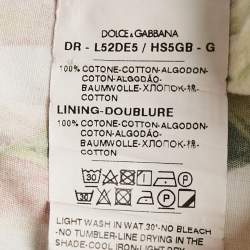 DOLCE & GABBANA
DR - L52DE5 / HS5GB - G
100% COTONE-COTTON-ALGODON-
COTON-ALGODÃO-
BAUMWOLLE-ХЛОПОК-棉-
COTTON
LINING-DOUBLURE
100% COTONE-COTTON-ALGODON-
COTON-ALGODÃO-
BAUMWOLLE-ХЛОПОК-棉-
COTTON
30 P
30 P
LIGHT WASH IN WAT.30°-NO BLEACH
-NO TUMBLER-LINE DRYING IN THE
SHADE-COOL IRON-LIGHT DRY